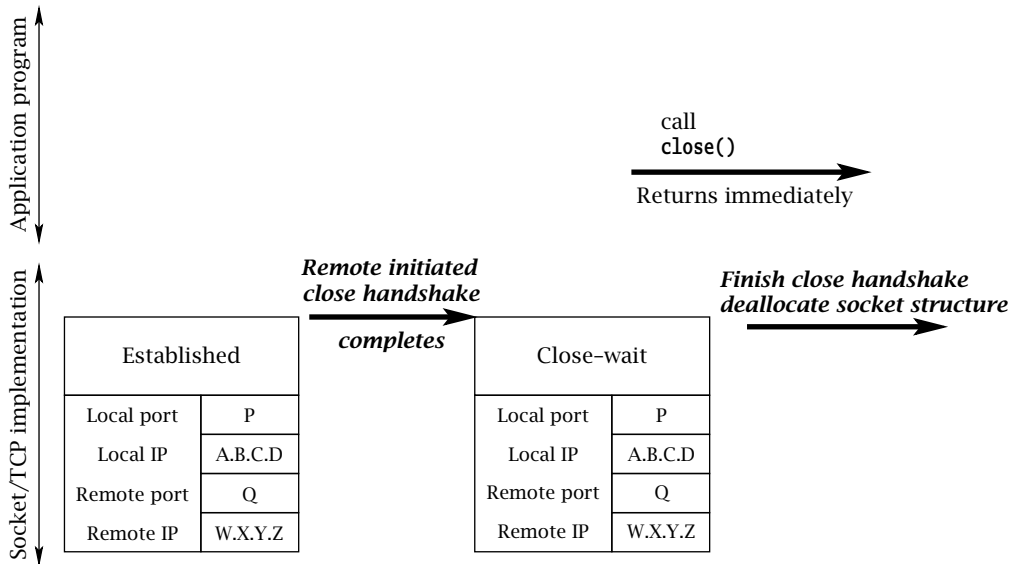 Application program
call
close()
Returns immediately
Socket/TCP implementation
Remote initiated
close handshake
completes
Finish close handshake
deallocate socket structure
Established
Local port P
Local IP A.B.C.D
Remote port Q
Remote IP W.X.Y.Z
Close-wait
Local port P
Local IP A.B.C.D
Remote port Q
Remote IP W.X.Y.Z